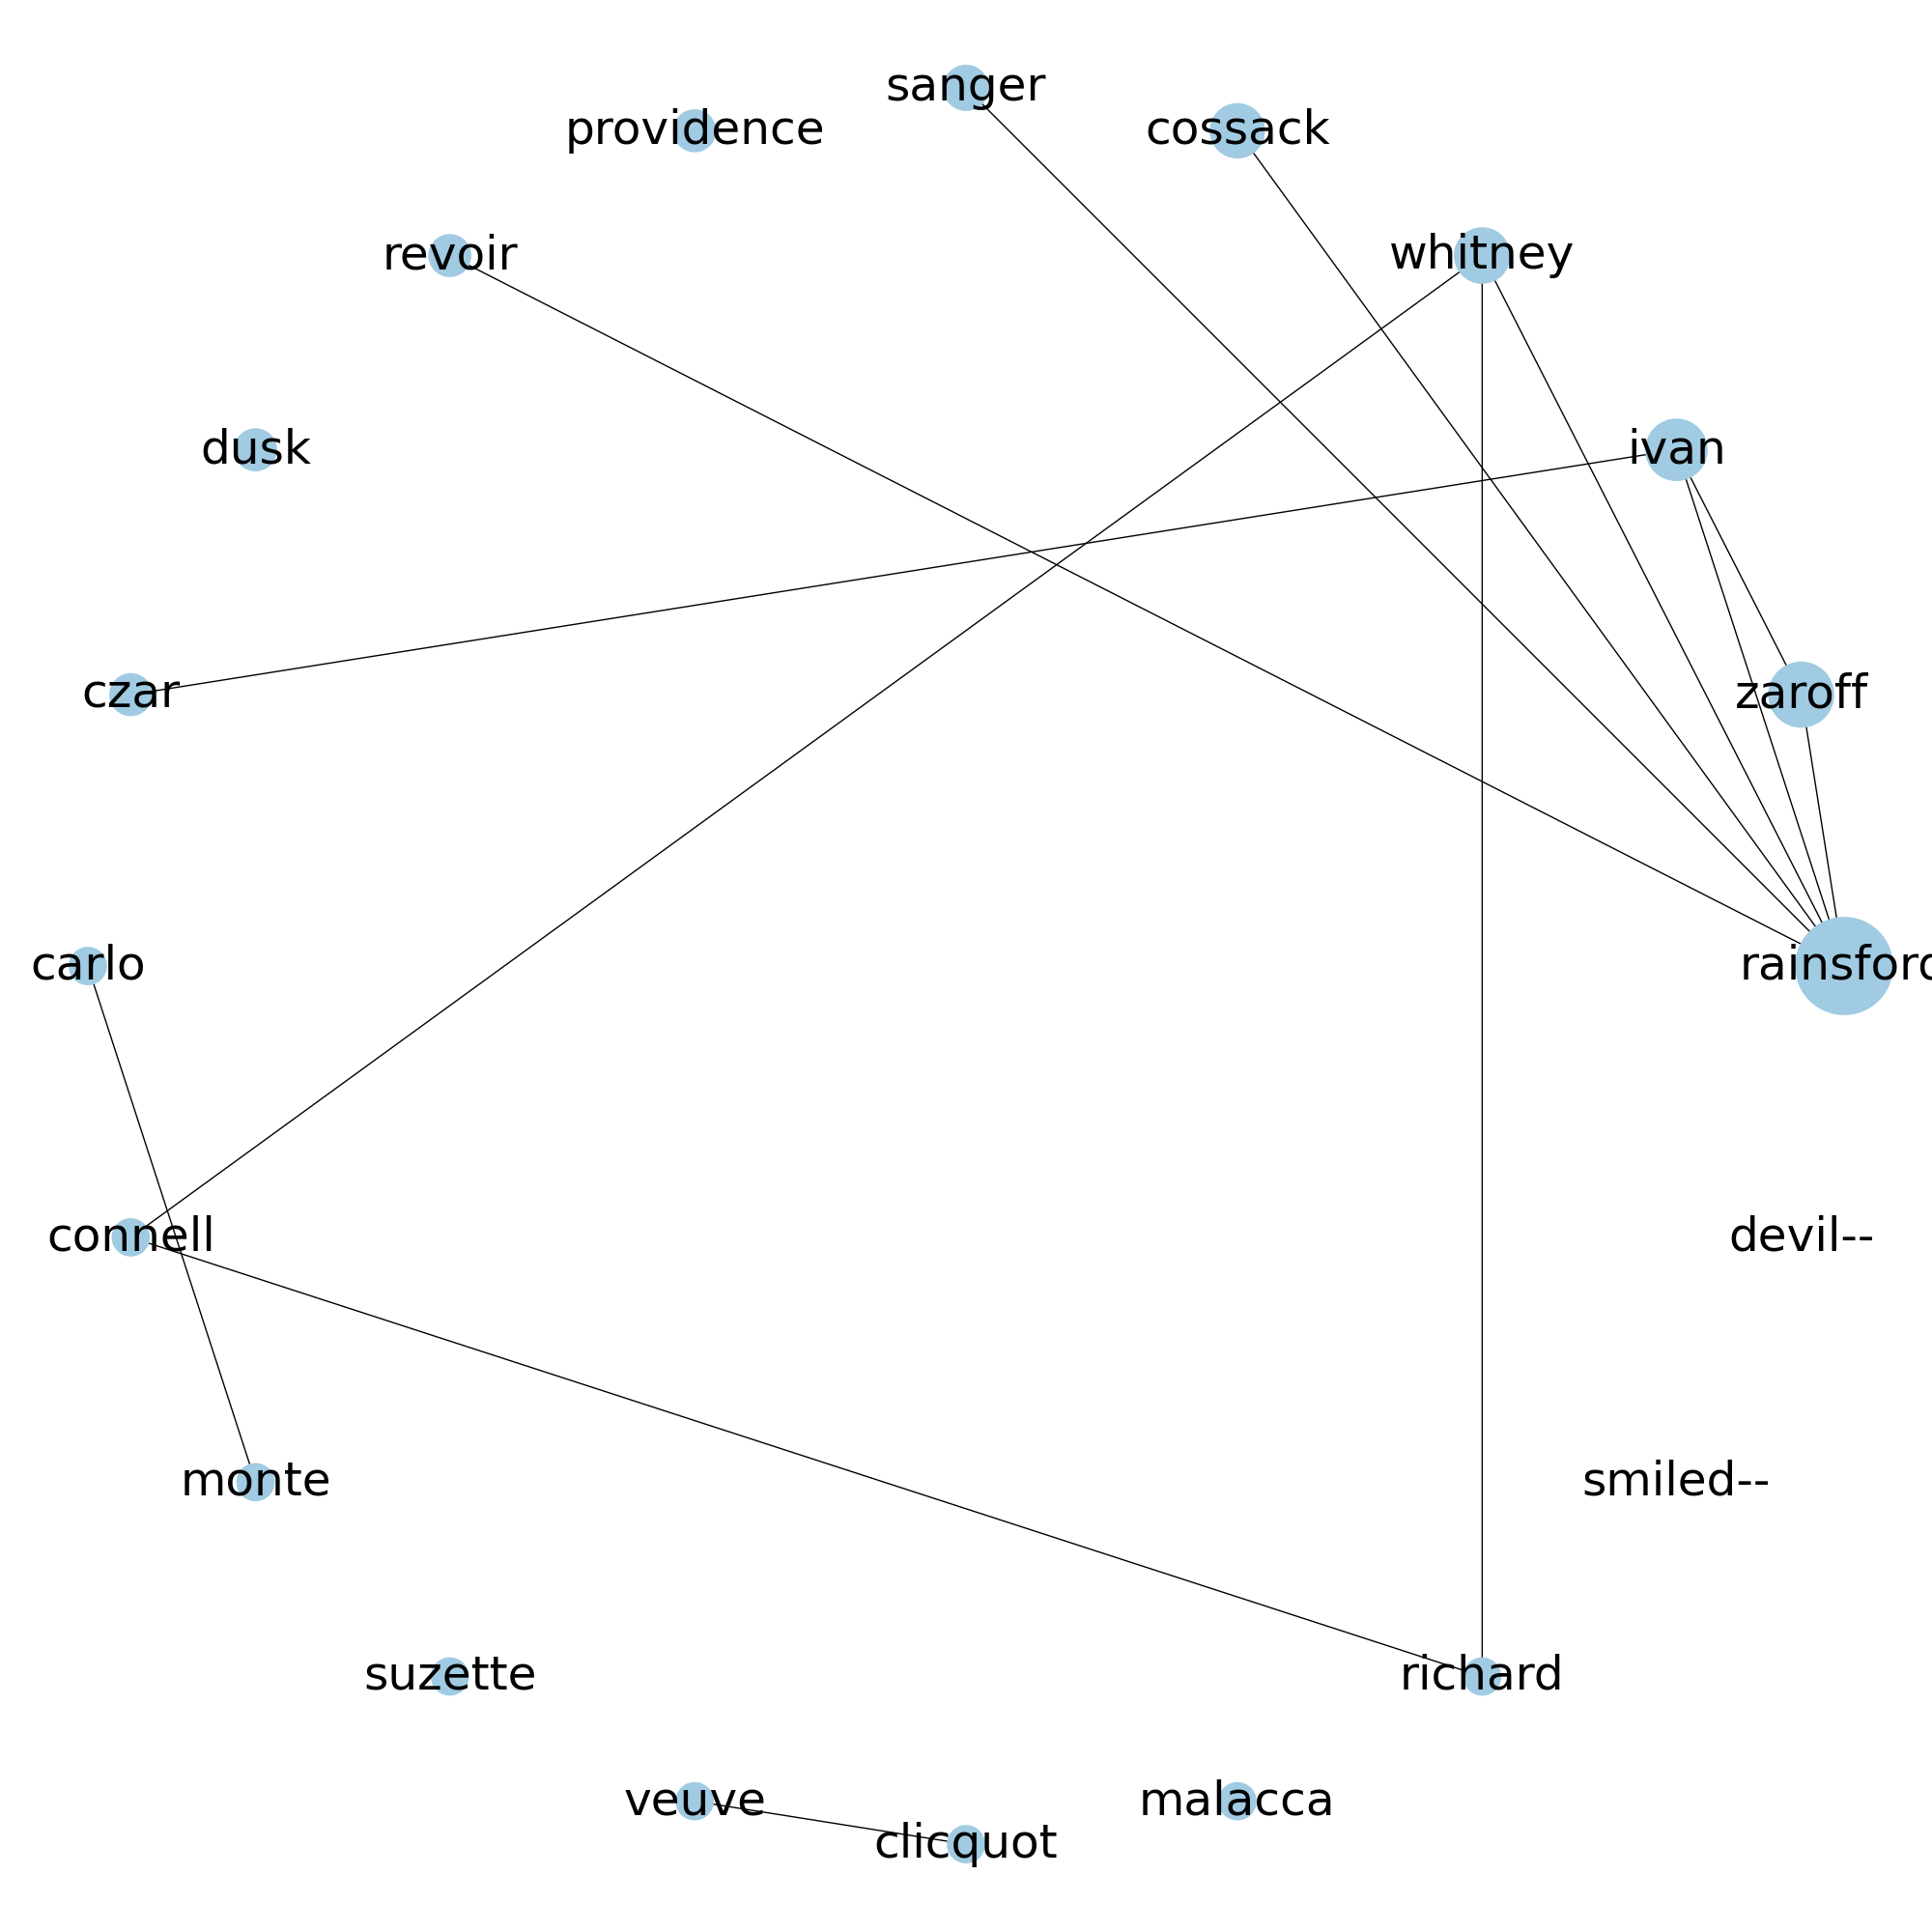 sanger
providence
cossack
revoir
whitney
dusk
ivan
czar
zaroff
carlo
rainsford
connell
devil--
monte
smiled--
suzette
richard
veuve
malacca
clicquot